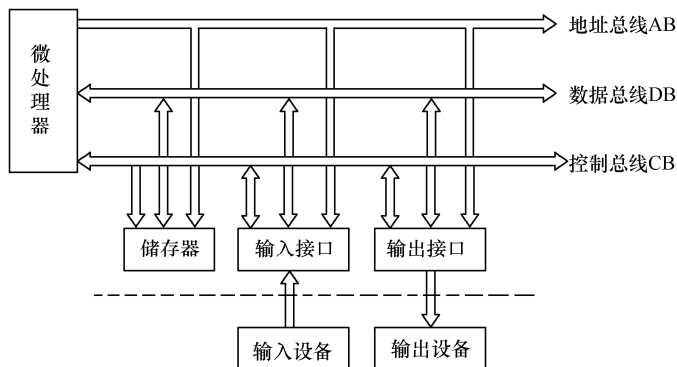 微处理器
地址总线AB
数据总线DB
控制总线CB
储存器
输入接口
输出接口
输入设备
输出设备